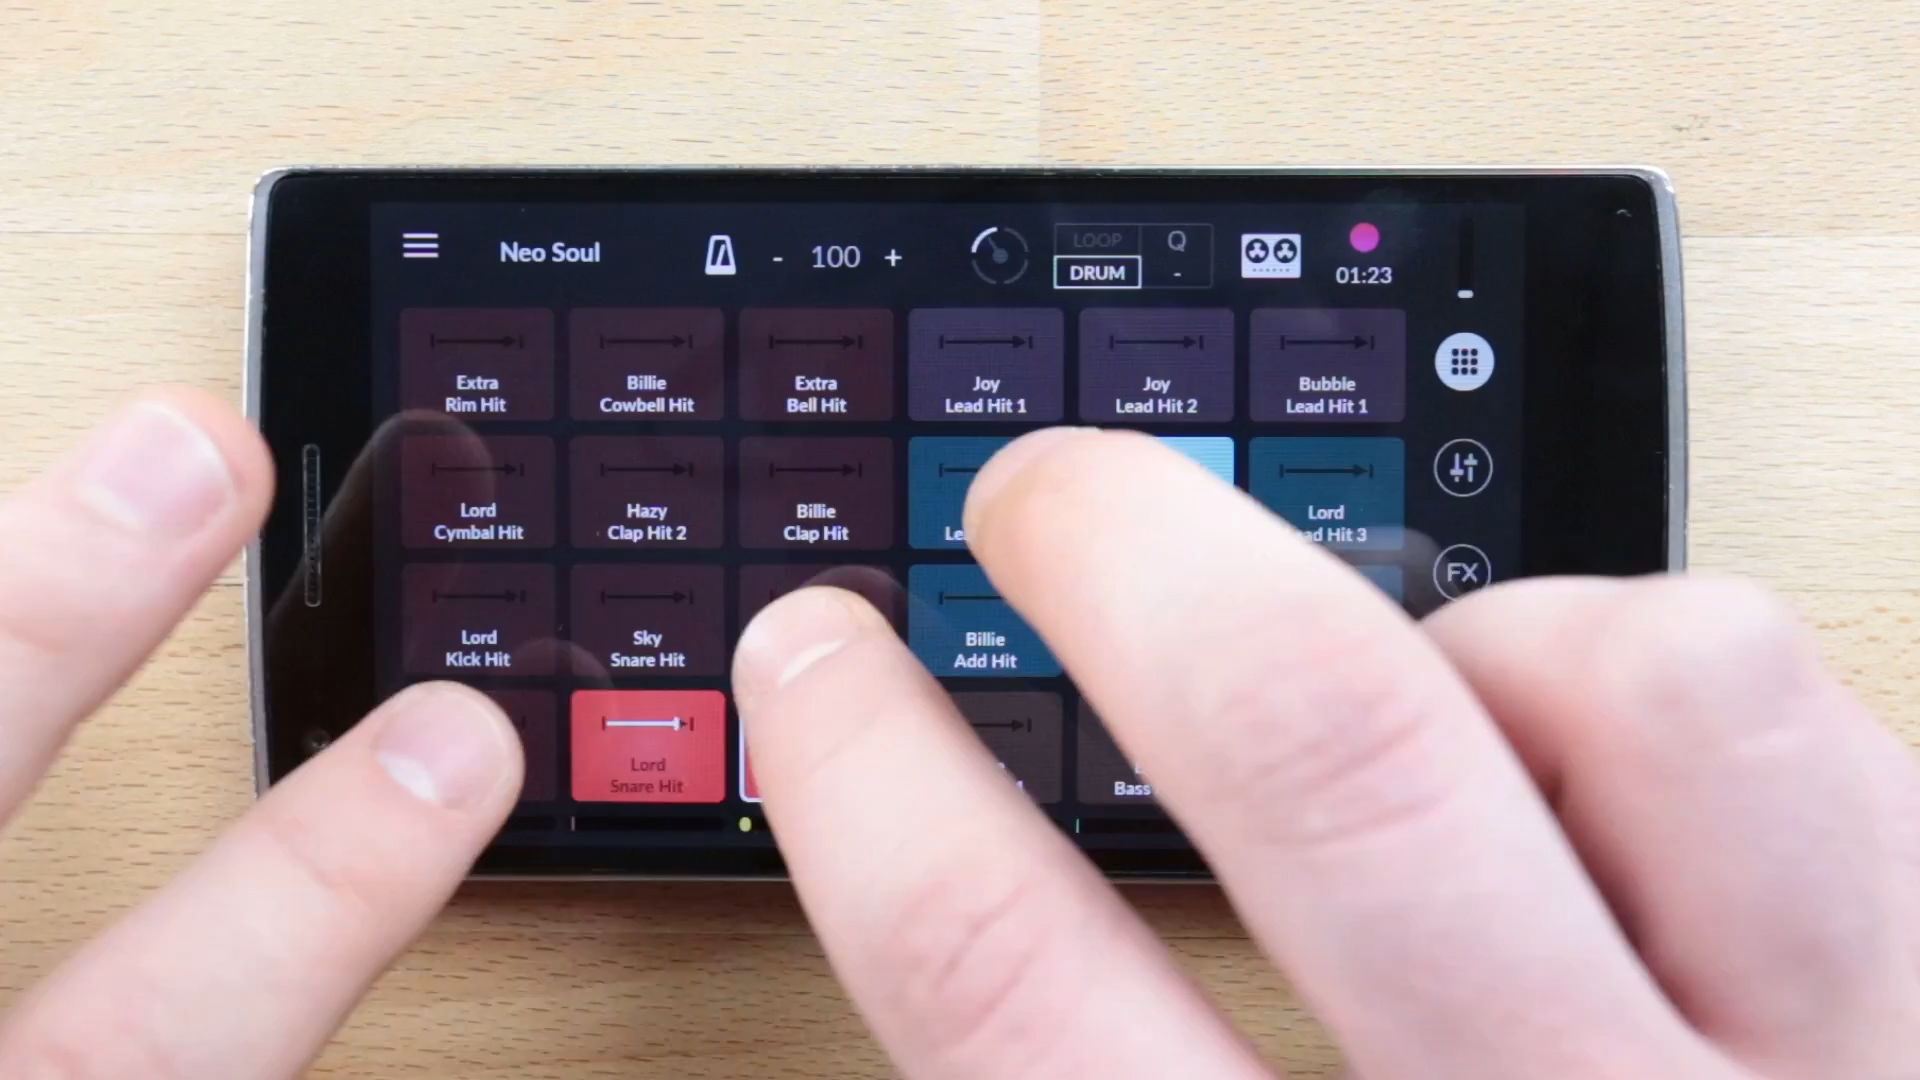 Neo Soul
- 100 +
LOOP Q
DRUM -
01:23
Extra
Rim Hit
Billie
Cowbell Hit
Extra
Bell Hit
Joy
Lead Hit 1
Joy
Lead Hit 2
Bubble
Lead Hit 1
Lord
Cymbal Hit
Hazy
Clap Hit 2
Billie
Clap Hit
Lord
Hit 3
FX
Lord
Kick Hit
Sky
Snare Hit
Billie
Add Hit
Lord
Snare Hit
Bass